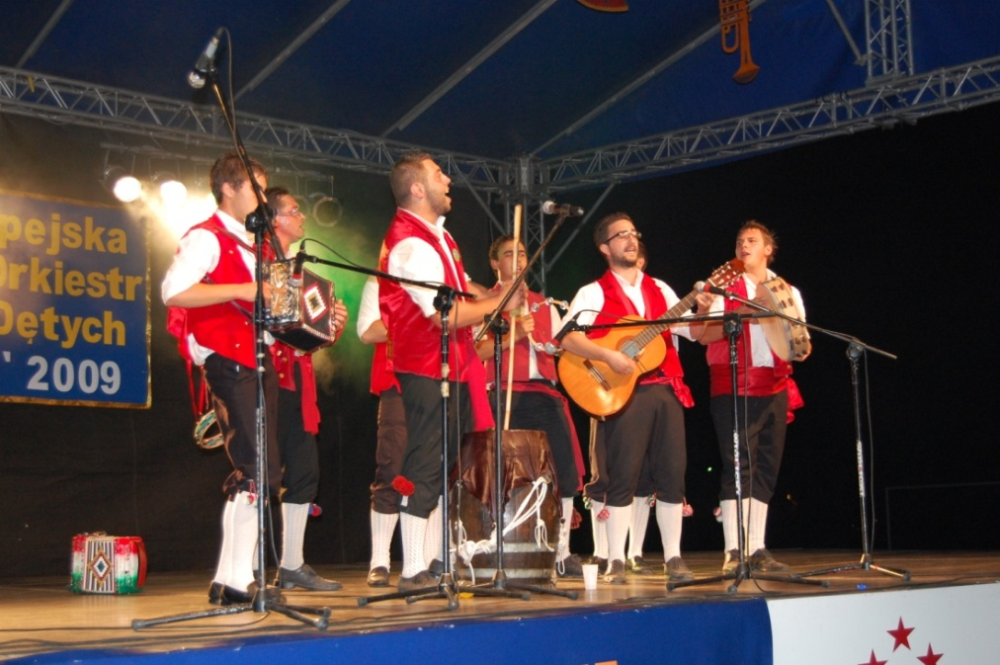 pejska
Orkiestr
Dętych
' 2009